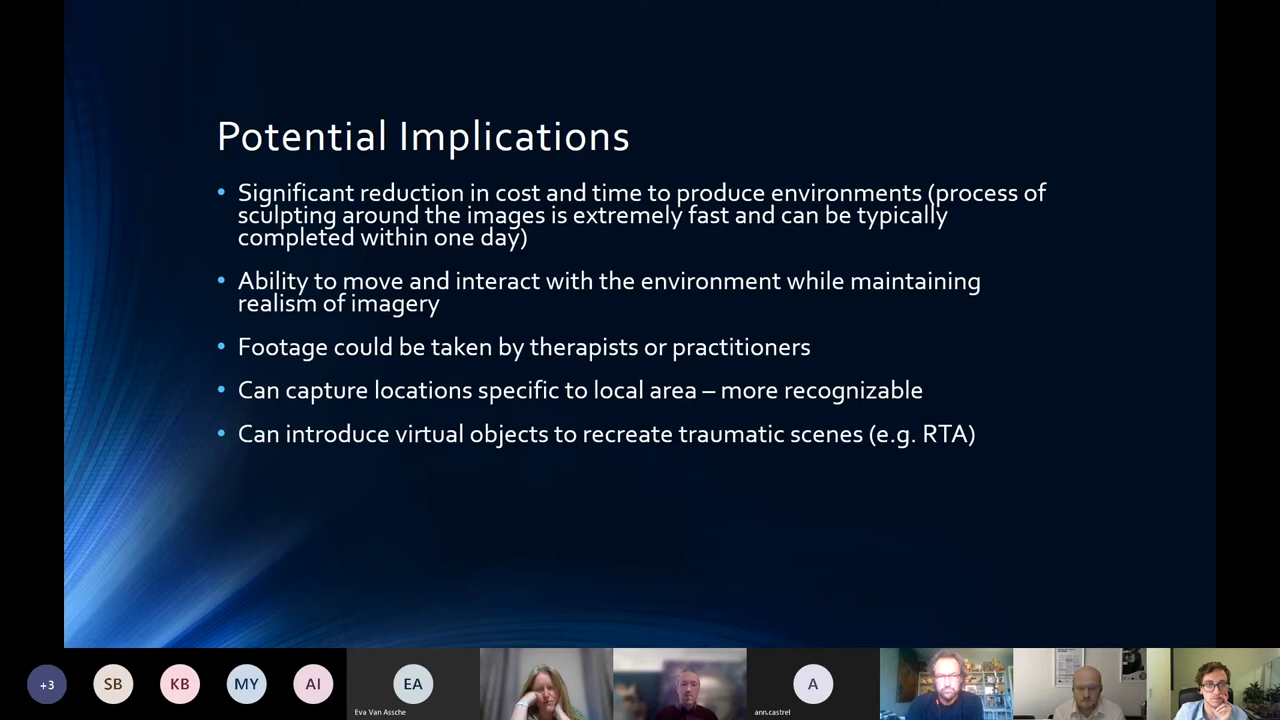 Potential Implications
• Significant reduction in cost and time to produce environments (process of
sculpting around the images is extremely fast and can be typically
completed within one day)
• Ability to move and interact with the environment while maintaining
realism of imagery
• Footage could be taken by therapists or practitioners
• Can capture locations specific to local area – more recognizable
• Can introduce virtual objects to recreate traumatic scenes (e.g. RTA)
+3
SB
KB
MY
AI
EA
Eva Van Assche
A
ann.castrel